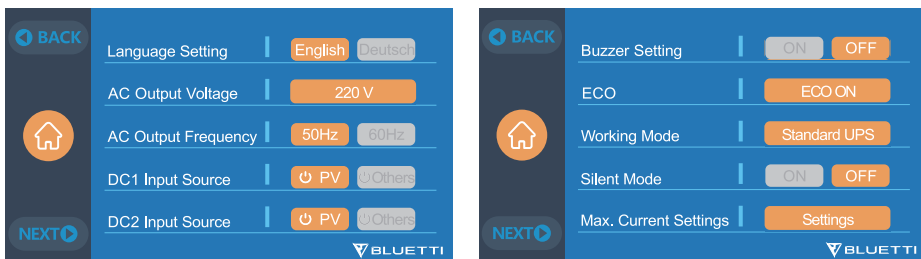 BACK
Language Setting English Deutsch
AC Output Voltage 220 V
AC Output Frequency 50Hz 60Hz
DC1 Input Source PV Others
DC2 Input Source PV Others
NEXT
BLUETTI
BACK
Buzzer Setting ON OFF
ECO ECO ON
Working Mode Standard UPS
Silent Mode ON OFF
Max. Current Settings Settings
NEXT
BLUETTI